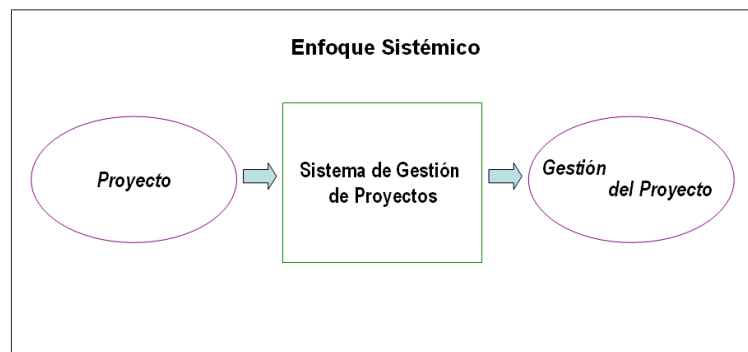 Enfoque Sistémico
Proyecto
Sistema de Gestión
de Proyectos
Gestión
del Proyecto